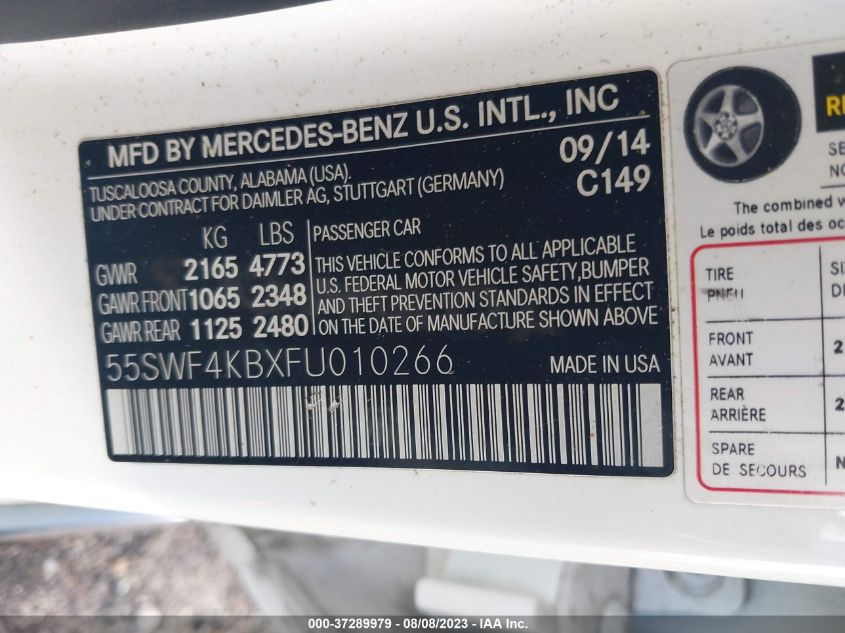 MFD BY MERCEDES-BENZ U.S. INTL., INC
TUSCALOOSA COUNTY, ALABAMA (USA).
UNDER CONTRACT FOR DAIMLER AG, STUTTGART (GERMANY)
09/14
C149
KG LBS
GVWR 2165 4773
GAWR FRONT 1065 2348
GAWR REAR 1125 2480
PASSENGER CAR
THIS VEHICLE CONFORMS TO ALL APPLICABLE
U.S. FEDERAL MOTOR VEHICLE SAFETY, BUMPER
AND THEFT PREVENTION STANDARDS IN EFFECT
ON THE DATE OF MANUFACTURE SHOWN ABOVE
55SWF4KBXFU010266
MADE IN USA
The combined
Le poids total des
TIRE
PNEU
FRONT
AVANT
REAR
ARRIÈRE
SPARE
DE SECOURS
000-37289979 - 08/08/2023 - IAA Inc.